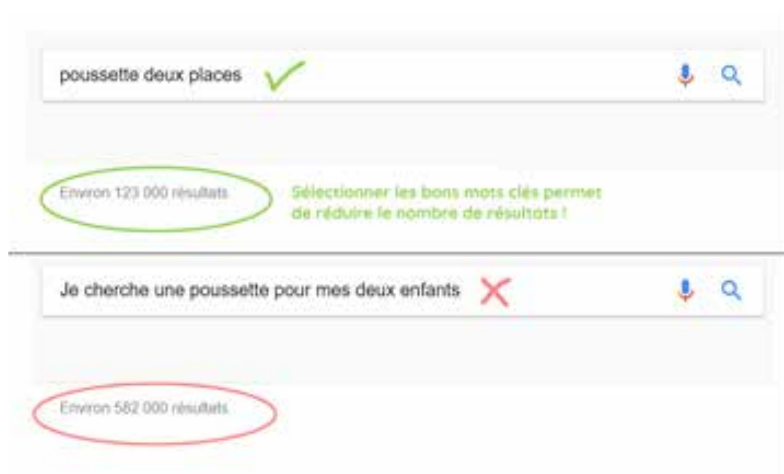 poussette deux places
Environ 123 000 résultats
Sélectionner les bons mots clés permet
de réduire le nombre de résultats !
Je cherche une poussette pour mes deux enfants
Environ 582 000 résultats